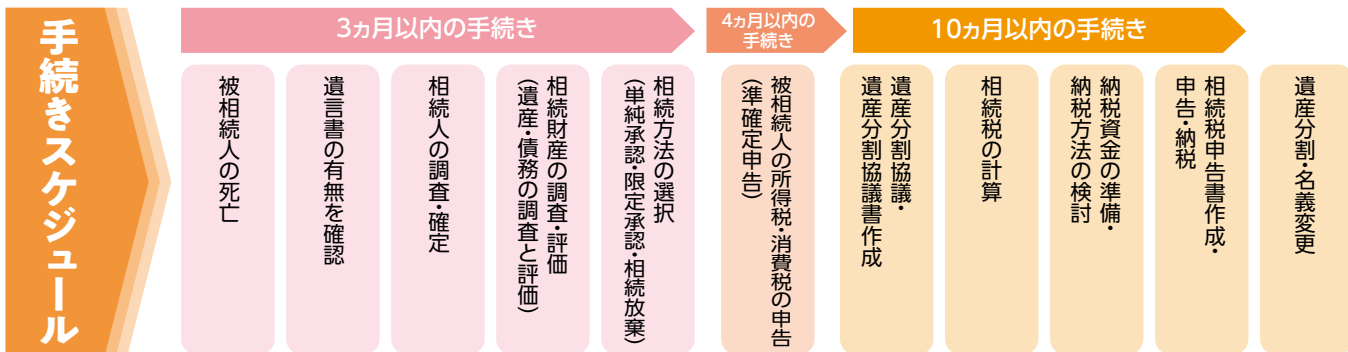 手続きスケジュール
3ヵ月以内の手続き
4ヵ月以内の
手続き
10ヵ月以内の手続き
被相続人の死亡
遺言書の有無を確認
相続人の調査・確定
相続財産の調査・評価
(遺産・債務の調査と評価)
相続方法の選択
(単純承認・限定承認・相続放棄)
被相続人の所得税・消費税の申告
(準確定申告)
遺産分割協議・
遺産分割協議書作成
相続税の計算
納税資金の準備・
納税方法の検討
相続税申告書作成・
申告・納税
遺産分割・名義変更